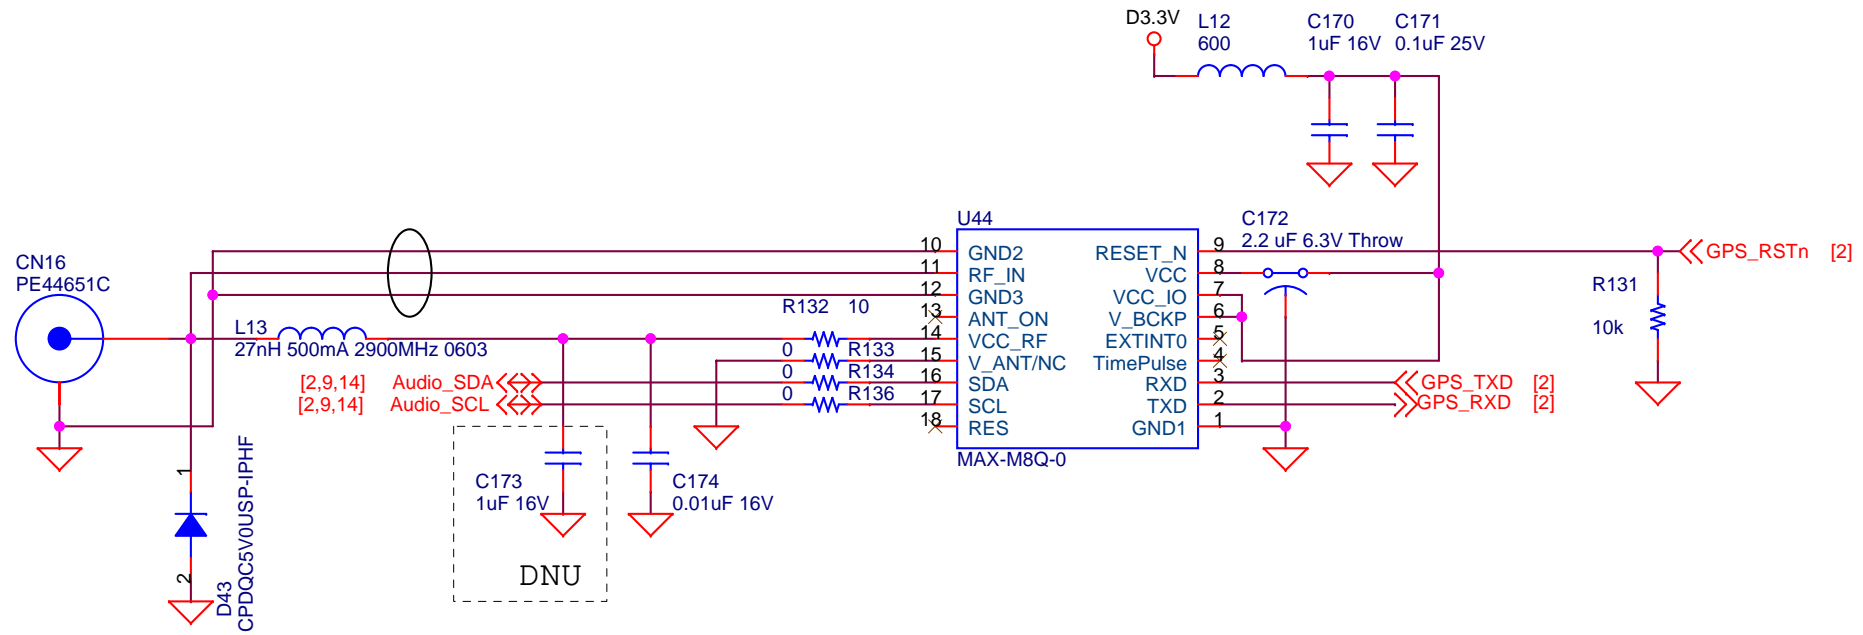 D3.3V
L12
600
C170
1uF 16V
C171
0.1uF 25V
U44
C172
2.2 uF 6.3V Throw
CN16
PE44651C
10 GND2
11 RF_IN
12 GND3
13 ANT_ON
14 VCC_RF
15 V_ANT/NC
16 SDA
17 SCL
18 RES
RESET_N 9
VCC 8
VCC_IO 7
V_BCKP 6
EXTINT0 5
TimePulse 4
RXD 3
TXD 2
GND1 1
MAX-M8Q-0
GPS_RSTn [2]
R131
10k
GPS_TXD [2]
GPS_RXD [2]
R132 10
L13
27nH 500mA 2900MHz 0603
0 R133
0 R134
0 R136
[2,9,14] Audio_SDA
[2,9,14] Audio_SCL
C173
1uF 16V
DNU
C174
0.01uF 16V
1
2
D43
CPDQC5V0USP-IPHF